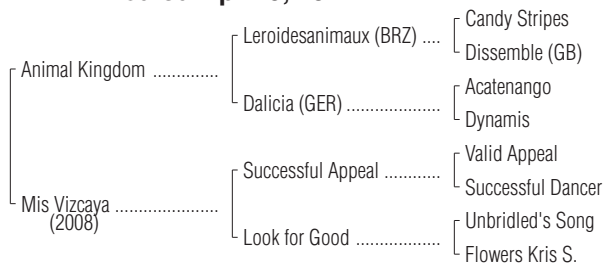 Leroidesanimaux (BRZ) ....
Candy Stripes
Dissemble (GB)
Animal Kingdom ..............
Dalicia (GER) ....................
Acatenango
Dynamis
Mis Vizcaya ......................
(2008)
Successful Appeal ............
Valid Appeal
Successful Dancer
Look for Good ..................
Unbridled's Song
Flowers Kris S.